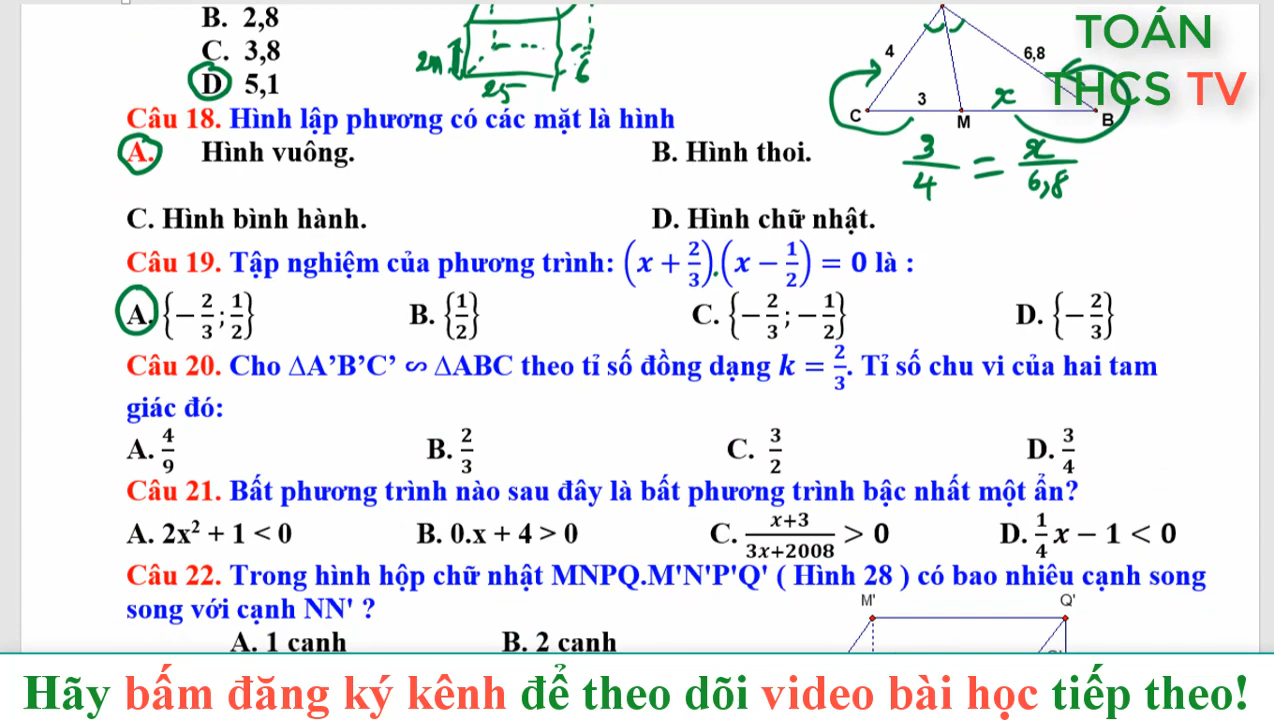 B. 2,8
C. 3,8
D 5,1
2n
25
6
4
6,8
3
x
C
M
B
TOÁN
THCS TV
Câu 18. Hình lập phương có các mặt là hình
A. Hình vuông. B. Hình thoi.
3/4 = x/6,8
C. Hình bình hành. D. Hình chữ nhật.
Câu 19. Tập nghiệm của phương trình: (x + 2/3).(x − 1/2) = 0 là :
A. {−2/3; 1/2} B. {1/2} C. {−2/3; −1/2} D. {−2/3}
Câu 20. Cho ΔA’B’C’ ∽ ΔABC theo tỉ số đồng dạng k = 2/3. Tỉ số chu vi của hai tam
giác đó:
A. 4/9 B. 2/3 C. 3/2 D. 3/4
Câu 21. Bất phương trình nào sau đây là bất phương trình bậc nhất một ẩn?
A. 2x² + 1 < 0 B. 0.x + 4 > 0 C. x+3/3x+2008 > 0 D. 1/4x − 1 < 0
Câu 22. Trong hình hộp chữ nhật MNPQ.M'N'P'Q' ( Hình 28 ) có bao nhiêu cạnh song
song với cạnh NN' ?
M' Q'
A. 1 cạnh B. 2 cạnh
Hãy bấm đăng ký kênh để theo dõi video bài học tiếp theo!